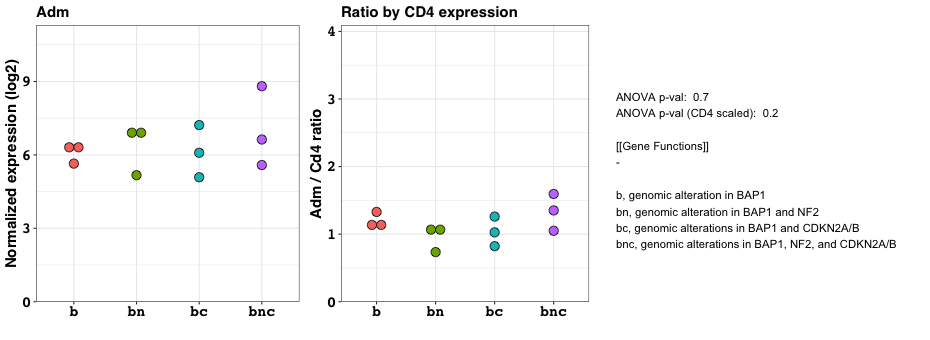 Adm
Normalized expression (log2)
9
6
3
0
b bn bc bnc
Ratio by CD4 expression
Adm / Cd4 ratio
4
3
2
1
0
b bn bc bnc
ANOVA p-val: 0.7
ANOVA p-val (CD4 scaled): 0.2
[[Gene Functions]]
-
b, genomic alteration in BAP1
bn, genomic alteration in BAP1 and NF2
bc, genomic alterations in BAP1 and CDKN2A/B
bnc, genomic alterations in BAP1, NF2, and CDKN2A/B